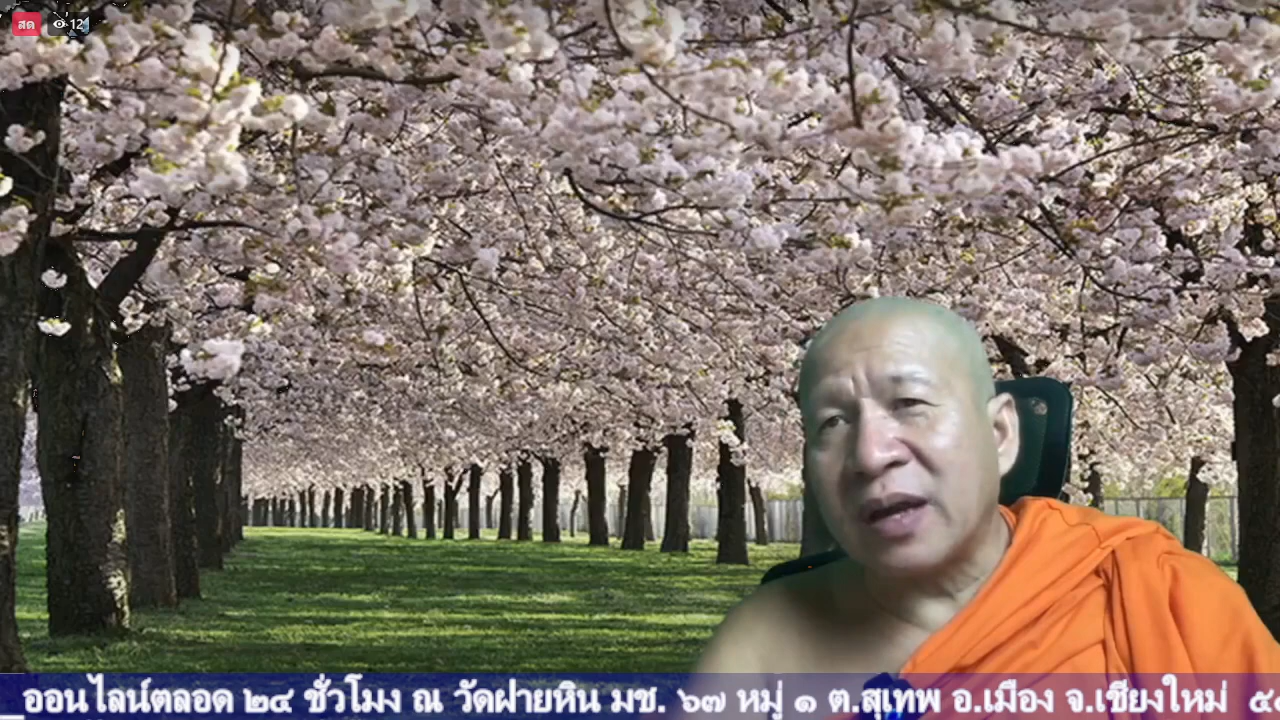 สด 12
ออนไลน์ตลอด ๒๔ ชั่วโมง ณ วัดฝายหิน มช. ๖๗ หมู่ ๑ ต.สุเทพ อ.เมือง จ.เชียงใหม่ ๕๐